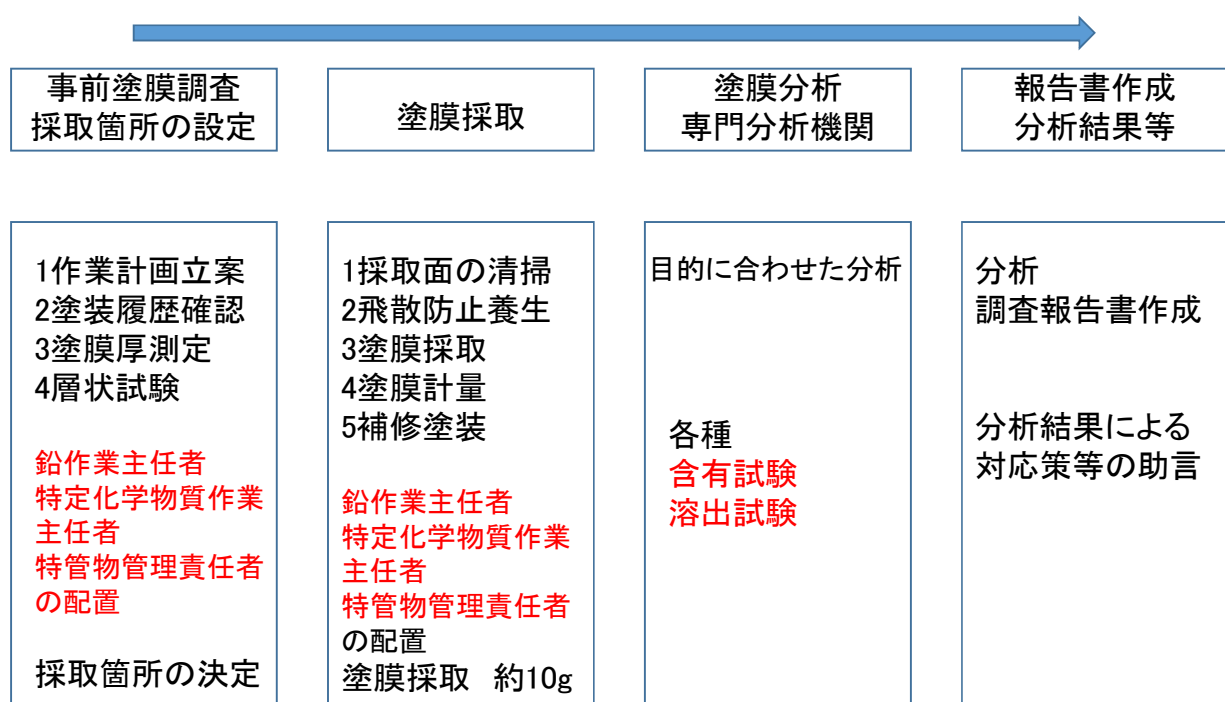 事前塗膜調査
採取箇所の設定
塗膜採取
塗膜分析
専門分析機関
報告書作成
分析結果等
1作業計画立案
2塗装履歴確認
3塗膜厚測定
4層状試験
鉛作業主任者
特定化学物質作業
主任者
特管物管理責任者
の配置
採取箇所の決定
1採取面の清掃
2飛散防止養生
3塗膜採取
4塗膜計量
5補修塗装
鉛作業主任者
特定化学物質作業
主任者
特管物管理責任者
の配置
塗膜採取 約10g
目的に合わせた分析
各種
含有試験
溶出試験
分析
調査報告書作成
分析結果による
対応策等の助言